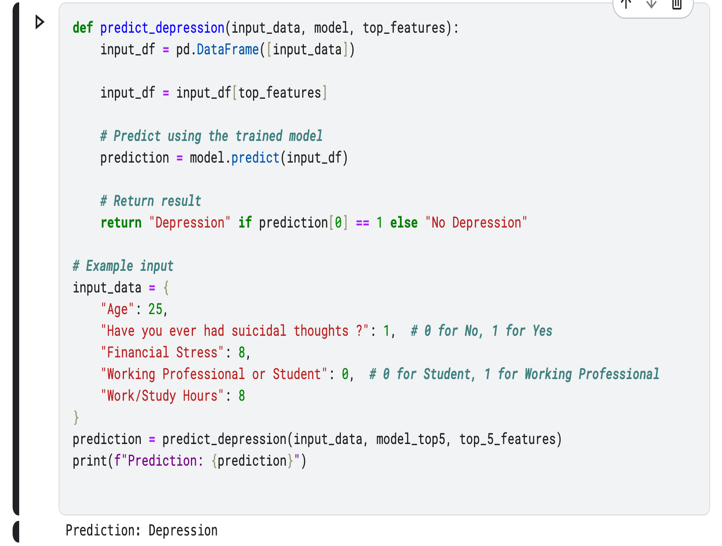 def predict_depression(input_data, model, top_features):
    input_df = pd.DataFrame([input_data])
    input_df = input_df[top_features]
    # Predict using the trained model
    prediction = model.predict(input_df)
    # Return result
    return "Depression" if prediction[0] == 1 else "No Depression"
# Example input
input_data = {
    "Age": 25,
    "Have you ever had suicidal thoughts ?": 1,  # 0 for No, 1 for Yes
    "Financial Stress": 8,
    "Working Professional or Student": 0,  # 0 for Student, 1 for Working Professional
    "Work/Study Hours": 8
}
prediction = predict_depression(input_data, model_top5, top_5_features)
print(f"Prediction: {prediction}")
Prediction: Depression